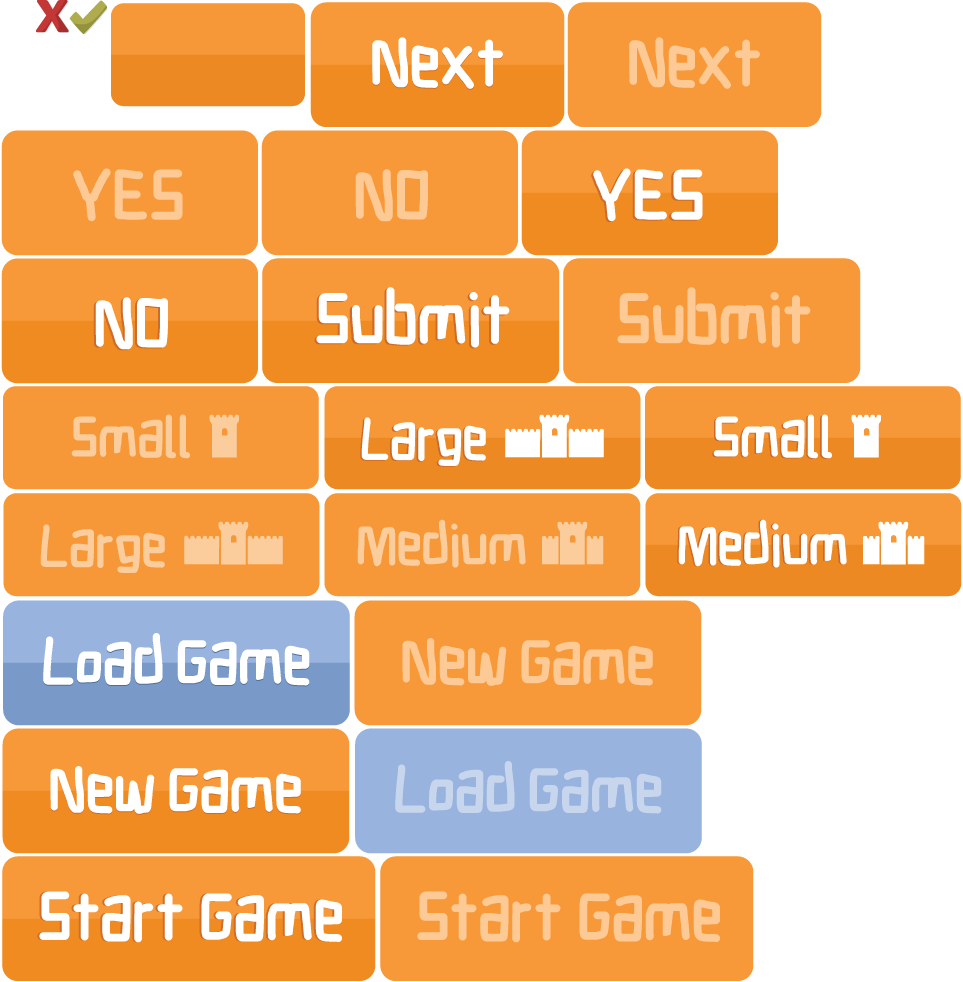 Next Next
YES NO YES
NO Submit Submit
Small Large Small
Large Medium Medium
Load Game New Game
New Game Load Game
Start Game Start Game